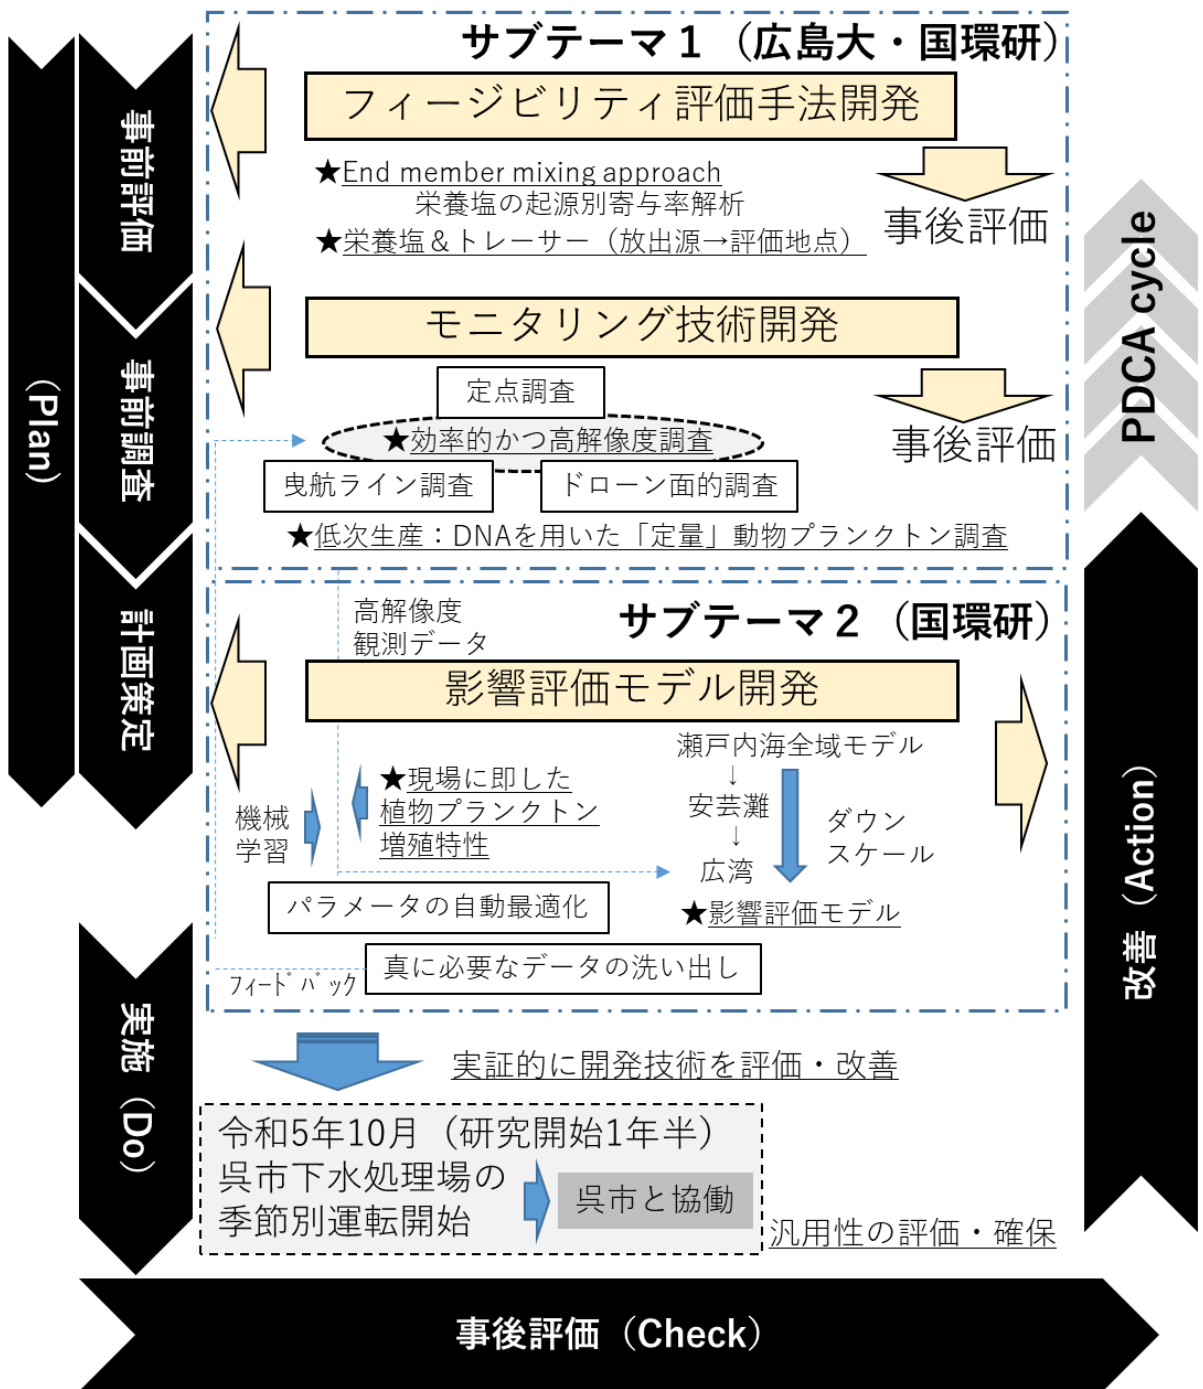 サブテーマ１（広島大・国環研）
フィージビリティ評価手法開発
★End member mixing approach
栄養塩の起源別寄与率解析
★栄養塩＆トレーサー（放出源→評価地点）
事後評価
モニタリング技術開発
事後評価
定点調査
★効率的かつ高解像度調査
曳航ライン調査
ドローン面的調査
★低次生産：DNAを用いた「定量」動物プランクトン調査
サブテーマ２（国環研）
高解像度
観測データ
影響評価モデル開発
機械
学習
★現場に即した
植物プランクトン
増殖特性
瀬戸内海全域モデル
↓
安芸灘
↓
広湾
ダウン
スケール
★影響評価モデル
パラメータの自動最適化
真に必要なデータの洗い出し
フィードバック
実証的に開発技術を評価・改善
令和5年10月（研究開始1年半）
呉市下水処理場の
季節別運転開始
呉市と協働
汎用性の評価・確保
（Plan）
事前評価
事前調査
計画策定
実施（Do）
事後評価（Check）
改善（Action）
PDCA cycle